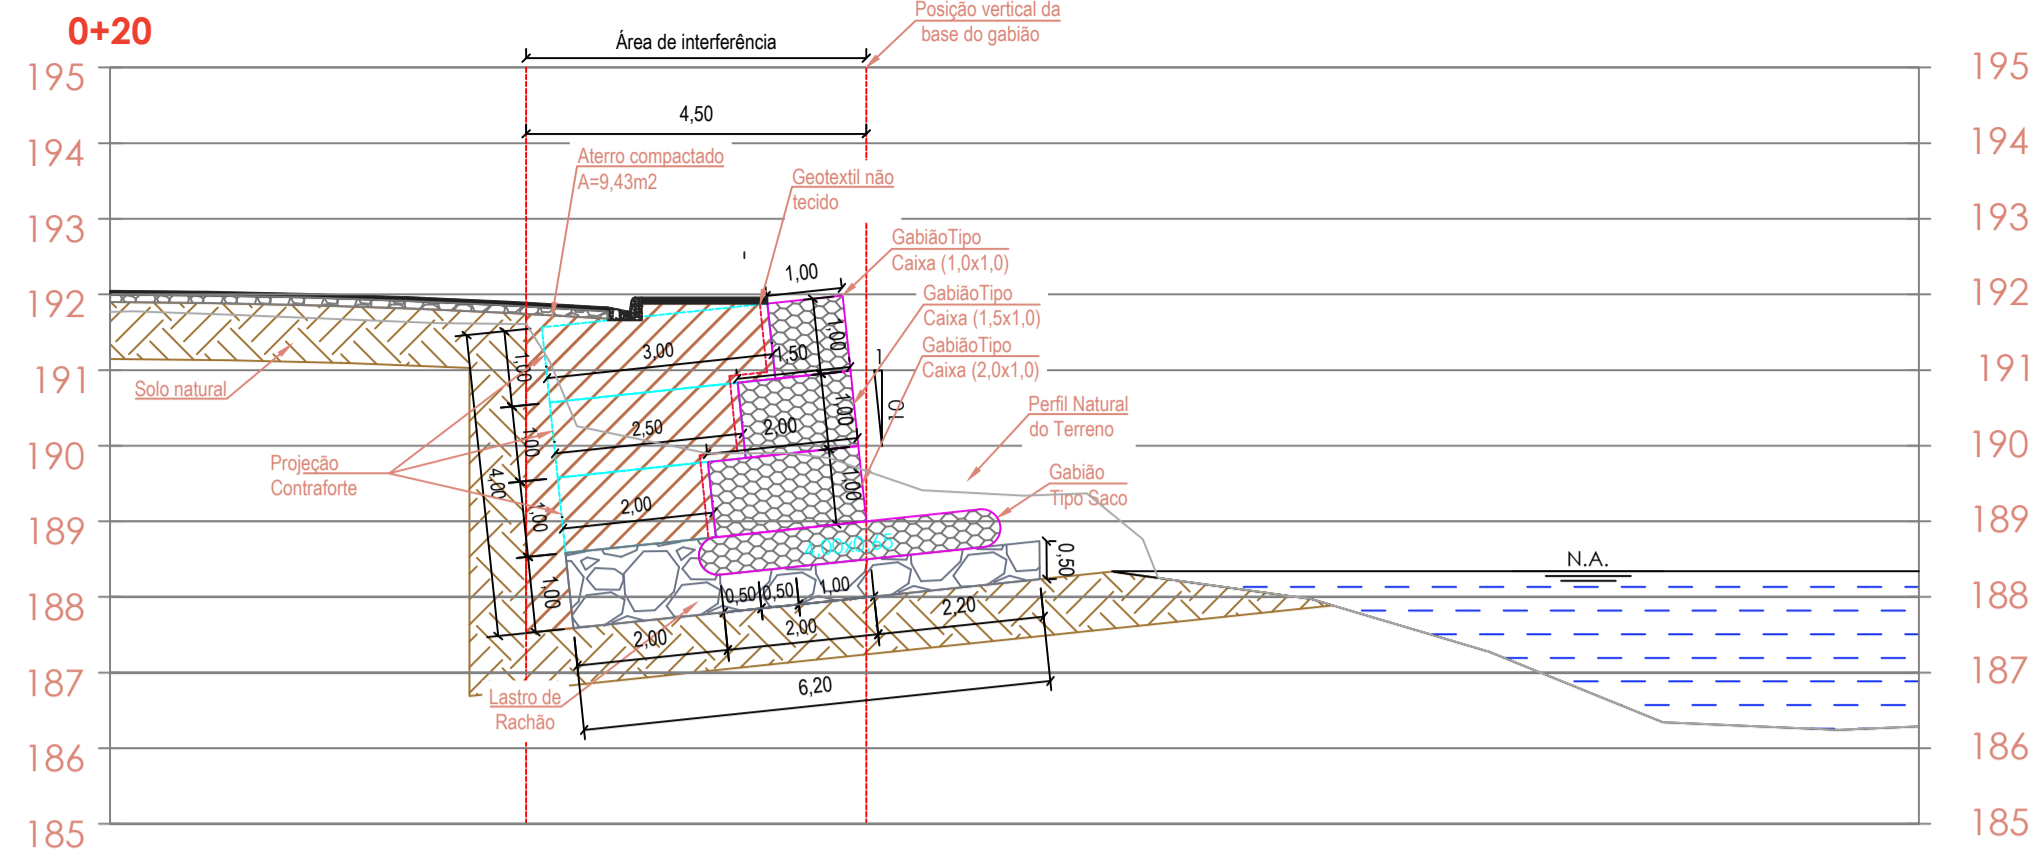 0+20
Posição vertical da
base do gabião
Área de interferência
195
195
4,50
194
194
Aterro compactado
A=9,43m2
Geotextil não
tecido
193
193
GabiãoTipo
Caixa (1,0x1,0)
1,00
192
192
GabiãoTipo
Caixa (1,5x1,0)
1,00
GabiãoTipo
Caixa (2,0x1,0)
3,00
1,50
1
1,00
191
191
Solo natural
10
1,00
Perfil Natural
do Terreno
2,50
2,00
1,00
190
190
Projeção
Contraforte
4,00
1,00
Gabião
Tipo Saco
2,00
1,00
189
189
4,00x0,65
0,50
N.A.
1,00
0,50
0,50
1,00
2,20
188
188
2,00
2,00
6,20
187
187
Lastro de
Rachão
186
186
185
185